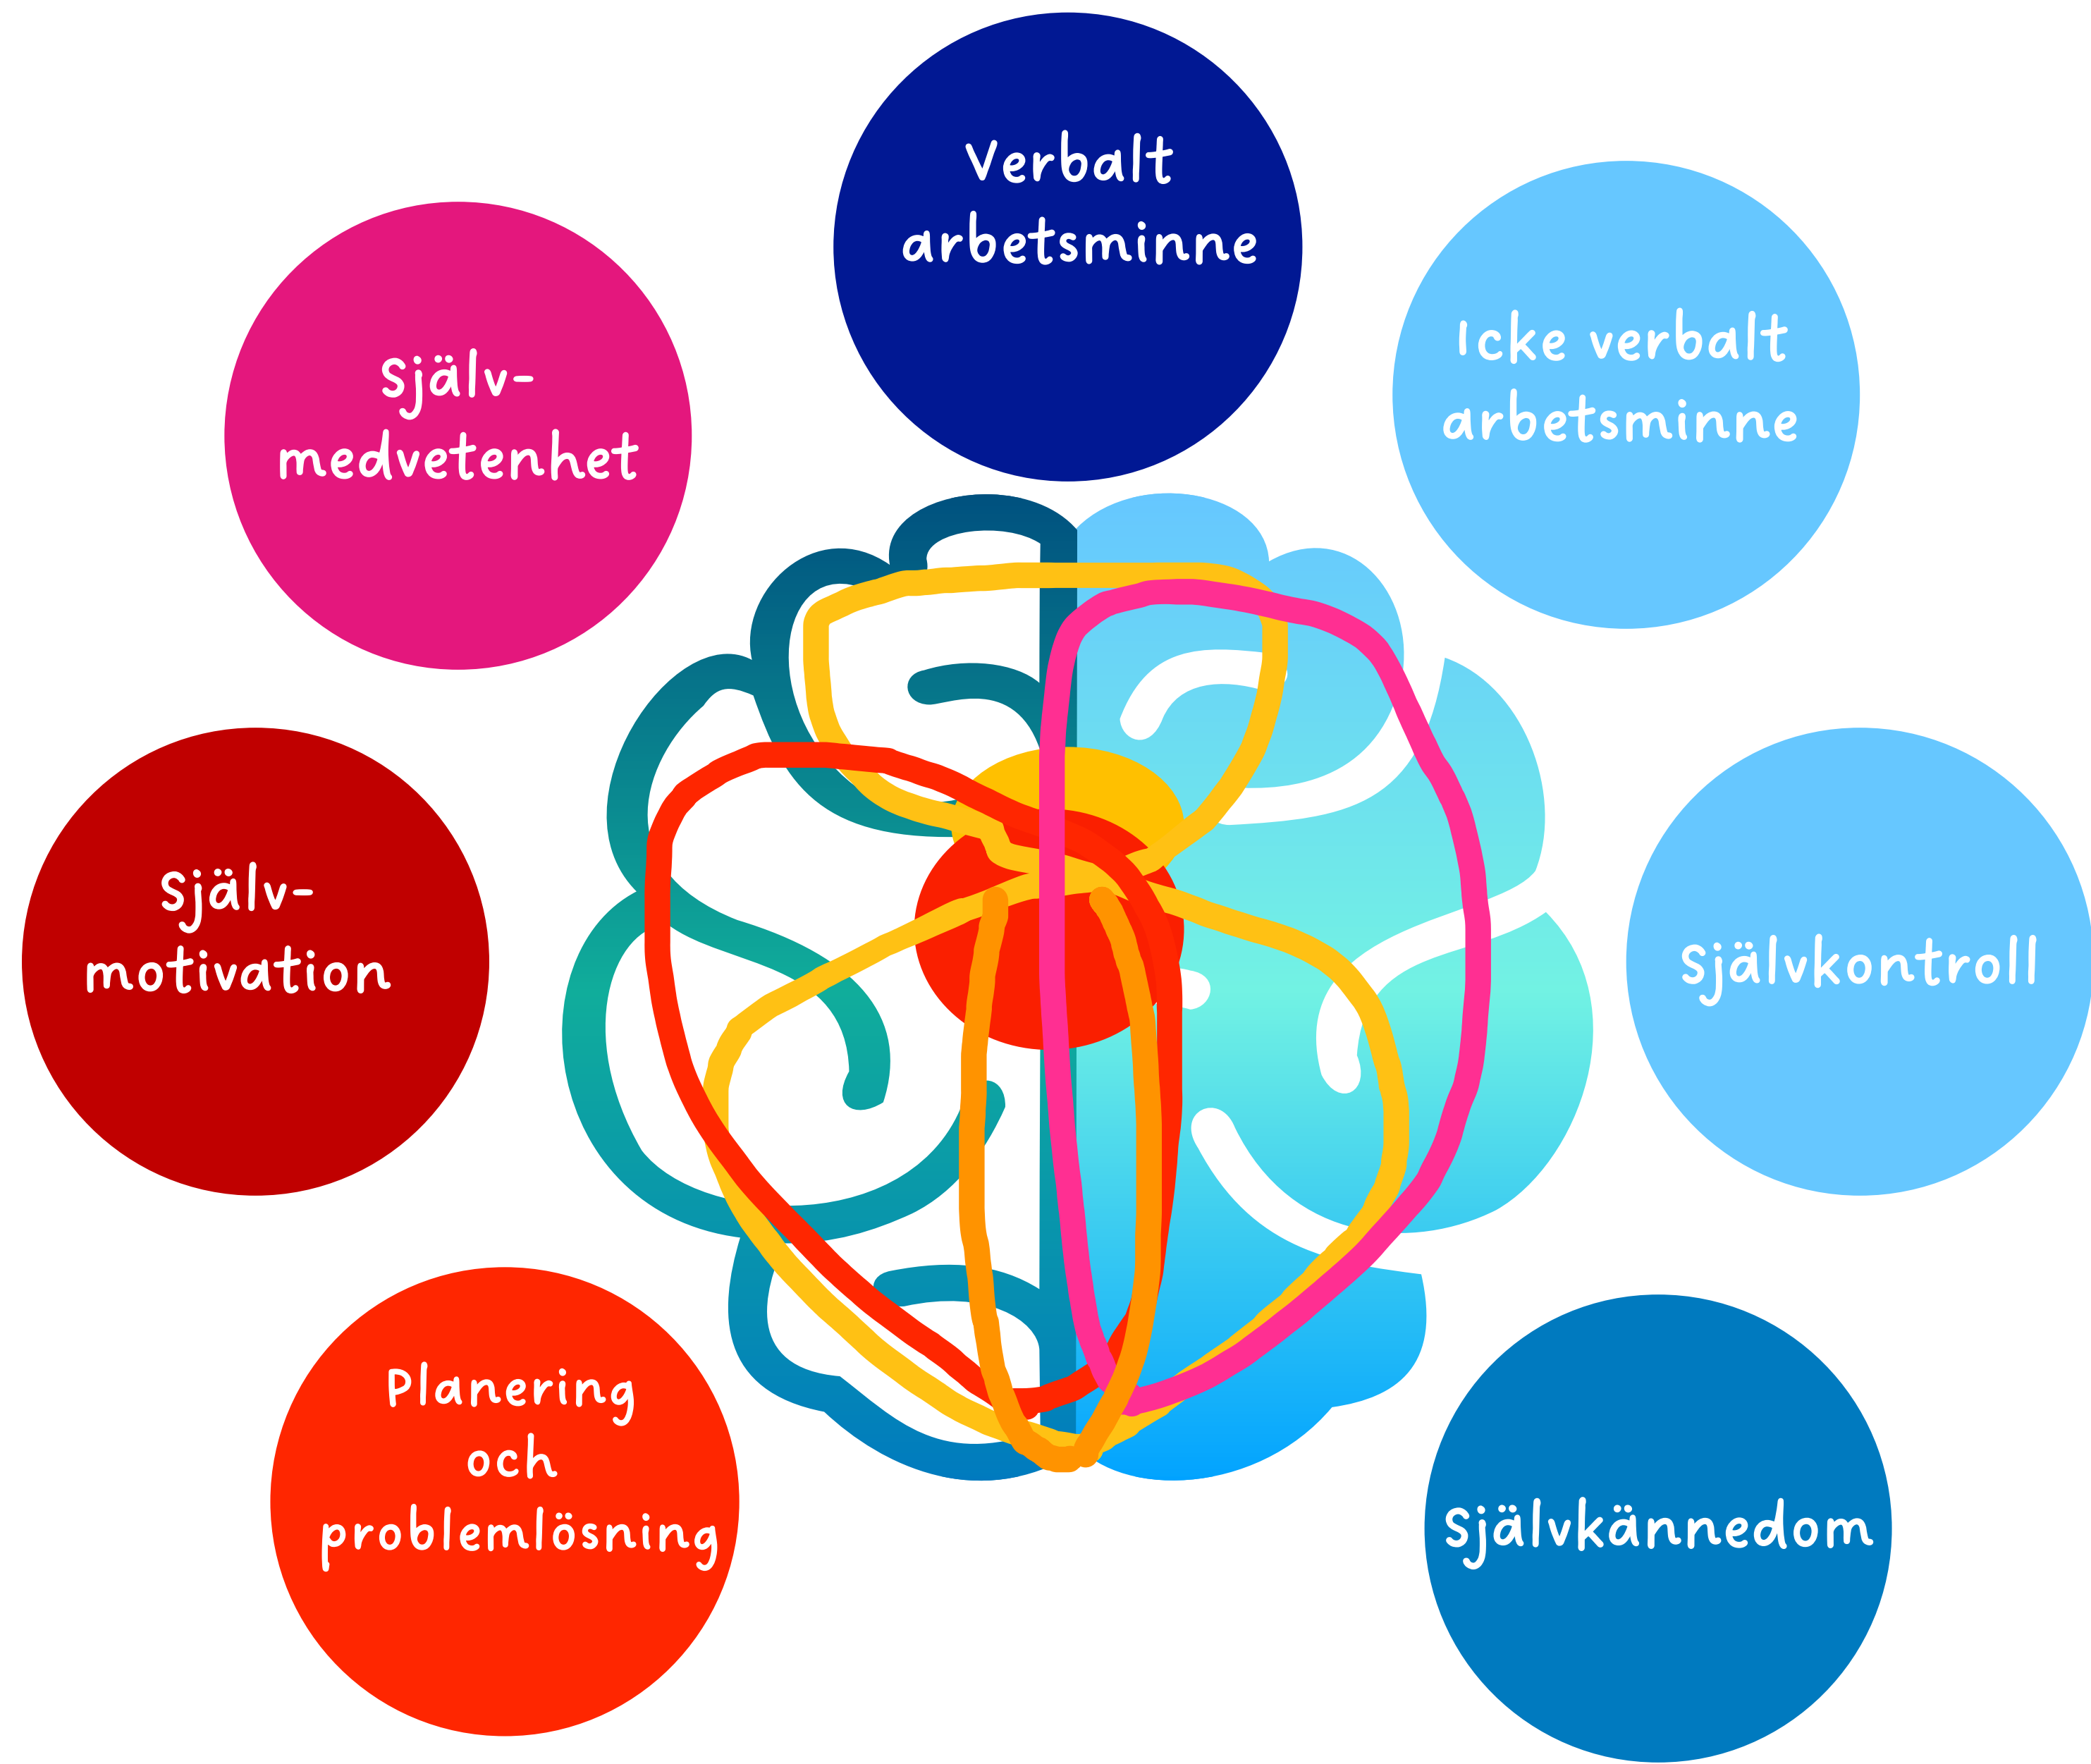 Verbalt
arbetsminne
Icke verbalt
arbetsminne
själv-
medvetenhet
själv-
motivation
självkontroll
Planering
och
problemlösning
Självkännedom